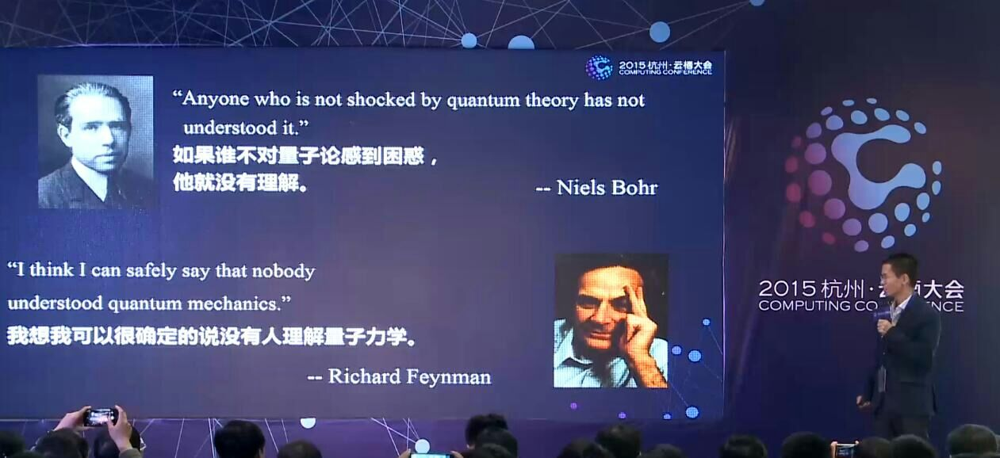 2015 杭州·云栖大会
COMPUTING CONFERENCE
“Anyone who is not shocked by quantum theory has not
understood it.”
如果谁不对量子论感到困惑，
他就没有理解。
-- Niels Bohr
“I think I can safely say that nobody
understood quantum mechanics.”
我想我可以很确定的说没有人理解量子力学。
-- Richard Feynman
2015 杭州·云栖大会
COMPUTING CONFERENCE